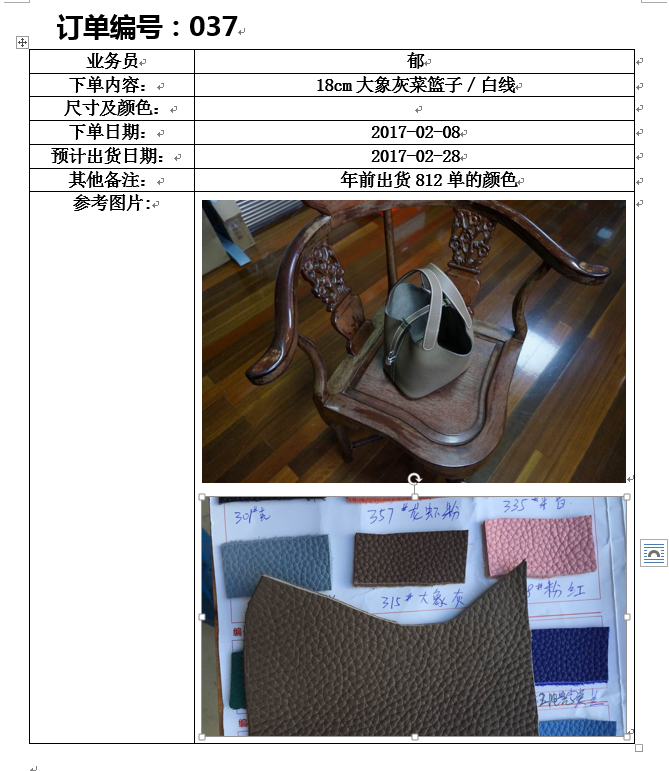 订单编号：037
业务员 郁
下单内容： 18cm 大象灰菜篮子 / 白线
尺寸及颜色：
下单日期： 2017-02-08
预计出货日期： 2017-02-28
其他备注： 年前出货 812 单的颜色
参考图片:
357#龙虾粉
315#大象灰
8#粉红